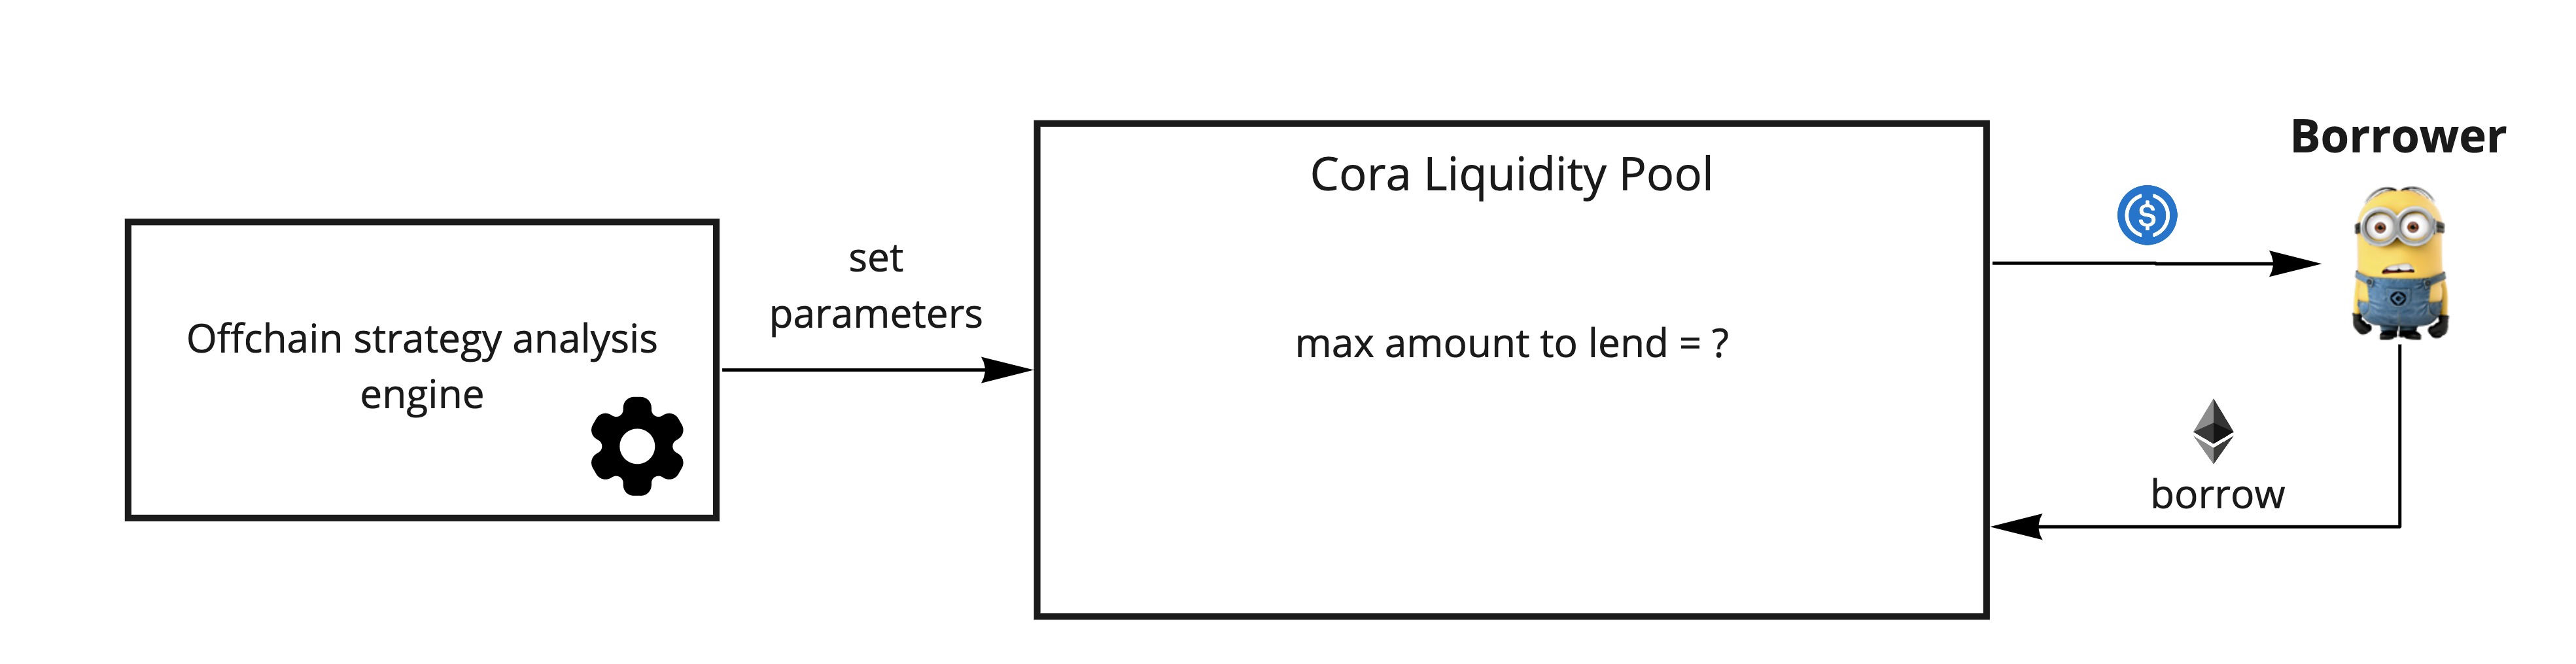 Offchain strategy analysis
engine
set
parameters
Cora Liquidity Pool
max amount to lend = ?
Borrower
$
borrow